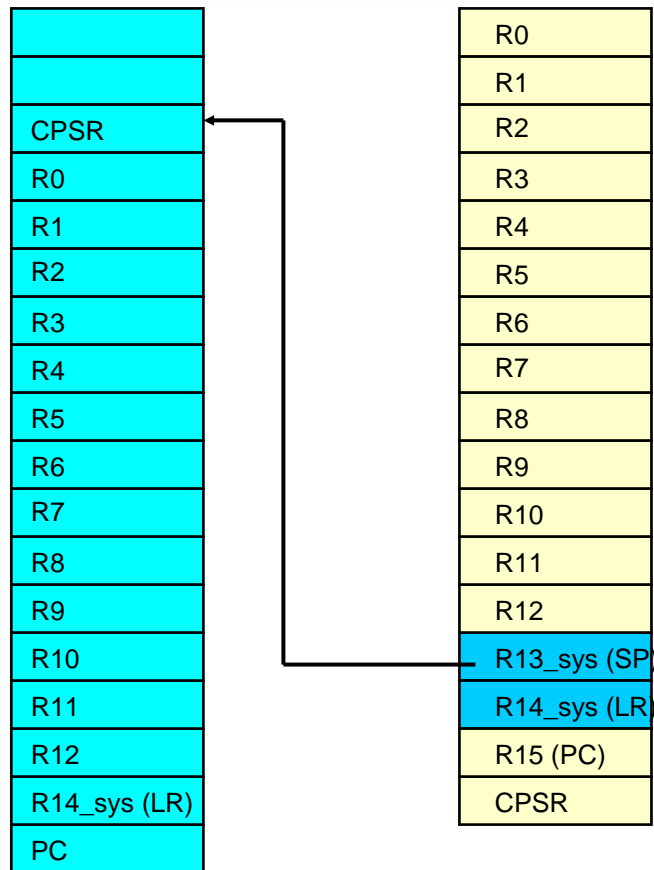 CPSR
R0
R1
R2
R3
R4
R5
R6
R7
R8
R9
R10
R11
R12
R14_sys (LR)
PC
R0
R1
R2
R3
R4
R5
R6
R7
R8
R9
R10
R11
R12
R13_sys (SP)
R14_sys (LR)
R15 (PC)
CPSR